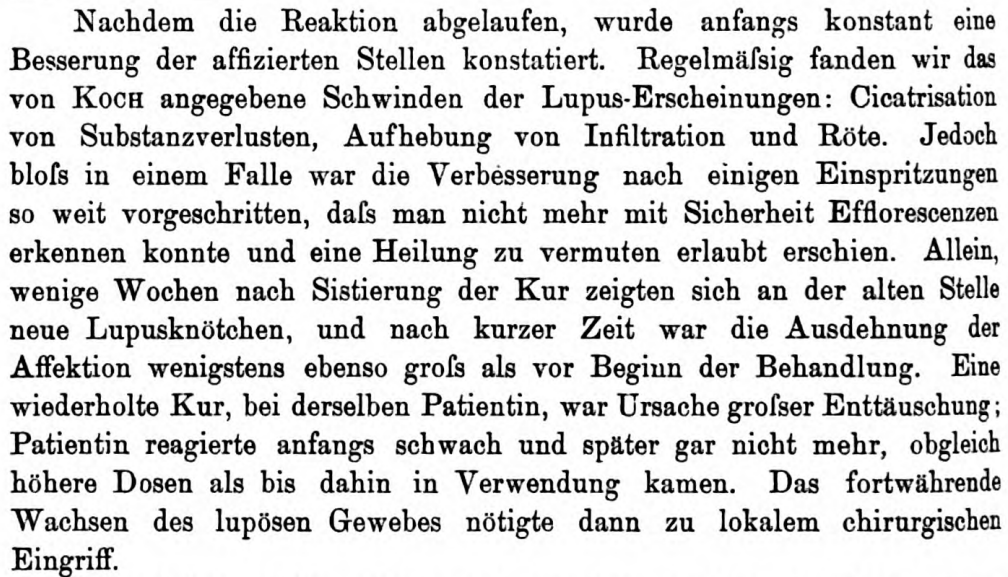 Nachdem die Reaktion abgelaufen, wurde anfangs konstant eine
Besserung der affizierten Stellen konstatiert. Regelmäſsig fanden wir das
von KOCH angegebene Schwinden der Lupus-Erscheinungen: Cicatrisation
von Substanzverlusten, Aufhebung von Infiltration und Röte. Jedoch
bloſs in einem Falle war die Verbesserung nach einigen Einspritzungen
so weit vorgeschritten, daſs man nicht mehr mit Sicherheit Efflorescenzen
erkennen konnte und eine Heilung zu vermuten erlaubt erschien. Allein,
wenige Wochen nach Sistierung der Kur zeigten sich an der alten Stelle
neue Lupusknötchen, und nach kurzer Zeit war die Ausdehnung der
Affektion wenigstens ebenso groſs als vor Beginn der Behandlung. Eine
wiederholte Kur, bei derselben Patientin, war Ursache groſser Enttäuschung;
Patientin reagierte anfangs schwach und später gar nicht mehr, obgleich
höhere Dosen als bis dahin in Verwendung kamen. Das fortwährende
Wachsen des lupösen Gewebes nötigte dann zu lokalem chirurgischen
Eingriff.